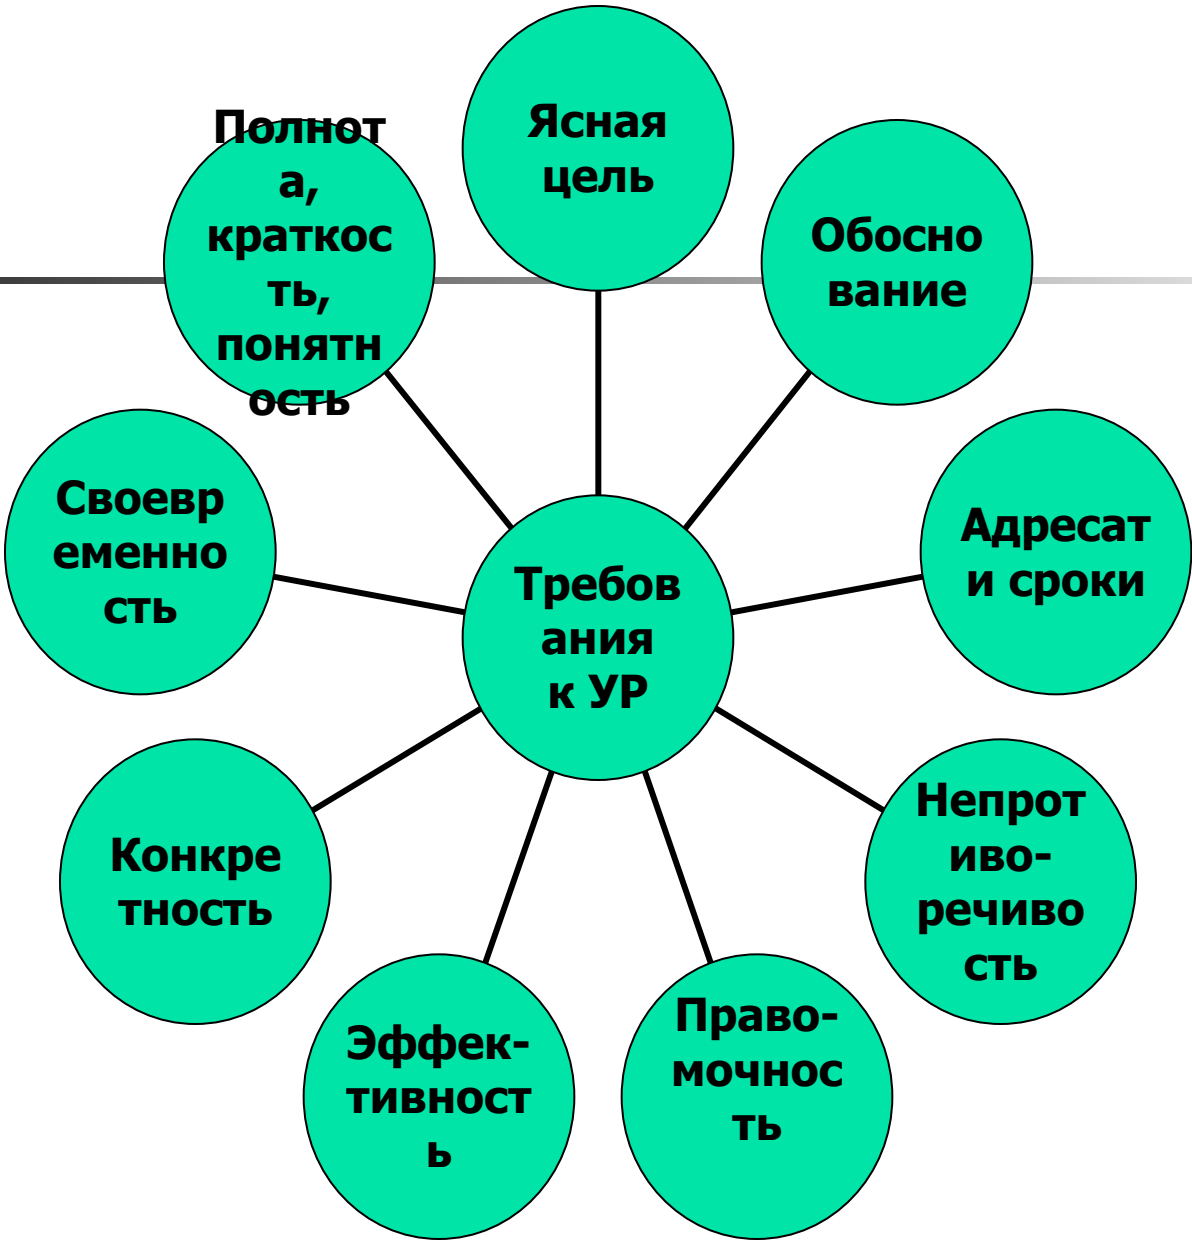 Ясная
цель
Обосно
вание
Адресат
и сроки
Непрот
иво-
речиво
сть
Право-
мочнос
ть
Эффек-
тивност
ь
Конкре
тность
Своевр
еменно
сть
Полнот
а,
краткос
ть,
понятн
ость
Требов
ания
к УР